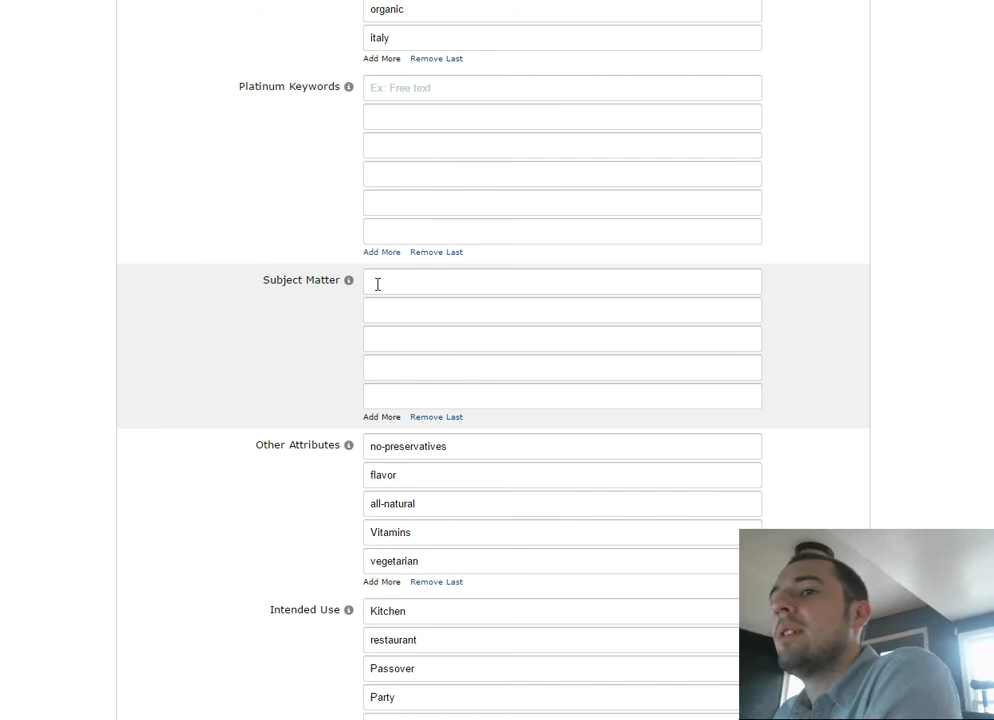 organic
italy
Add More Remove Last
Platinum Keywords Ex: Free text
Add More Remove Last
Subject Matter
Add More Remove Last
Other Attributes no-preservatives
flavor
all-natural
Vitamins
vegetarian
Add More Remove Last
Intended Use Kitchen
restaurant
Passover
Party